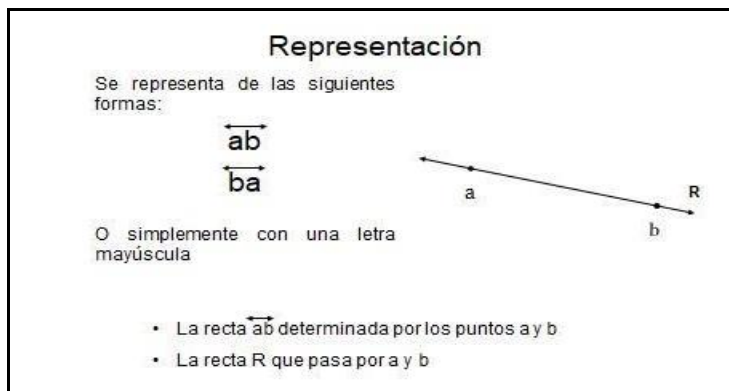 Representación
Se representa de las siguientes
formas:
ab
ba
O simplemente con una letra
mayúscula
a
R
b
• La recta ab determinada por los puntos a y b
• La recta R que pasa por a y b